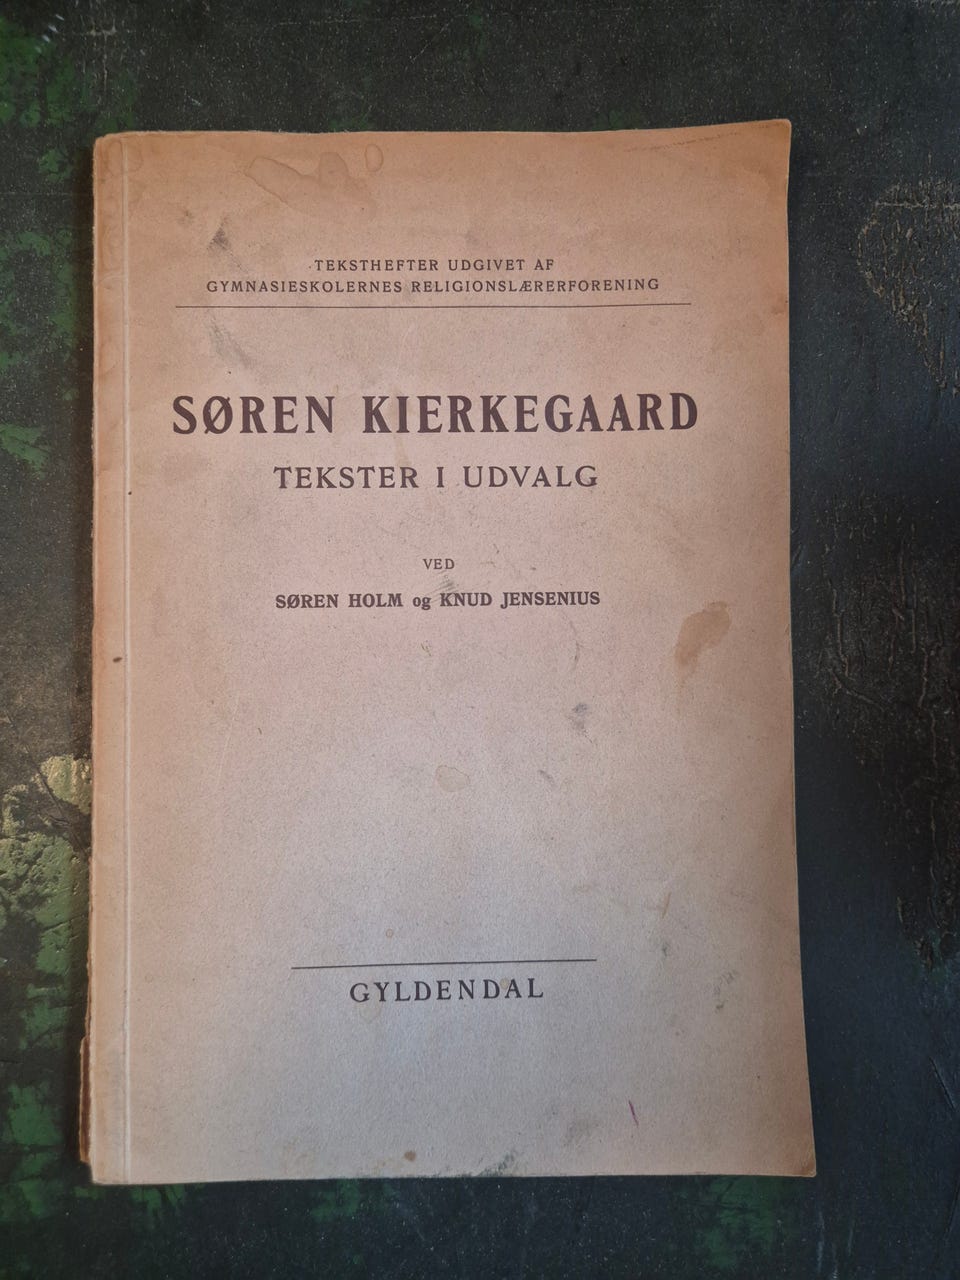 TEKSTHEFTER UDGIVET AF
GYMNASIESKOLERNES RELIGIONSLÆRERFORENING
SØREN KIERKEGAARD
TEKSTER I UDVALG
VED
SØREN HOLM og KNUD JENSENIUS
GYLDENDAL